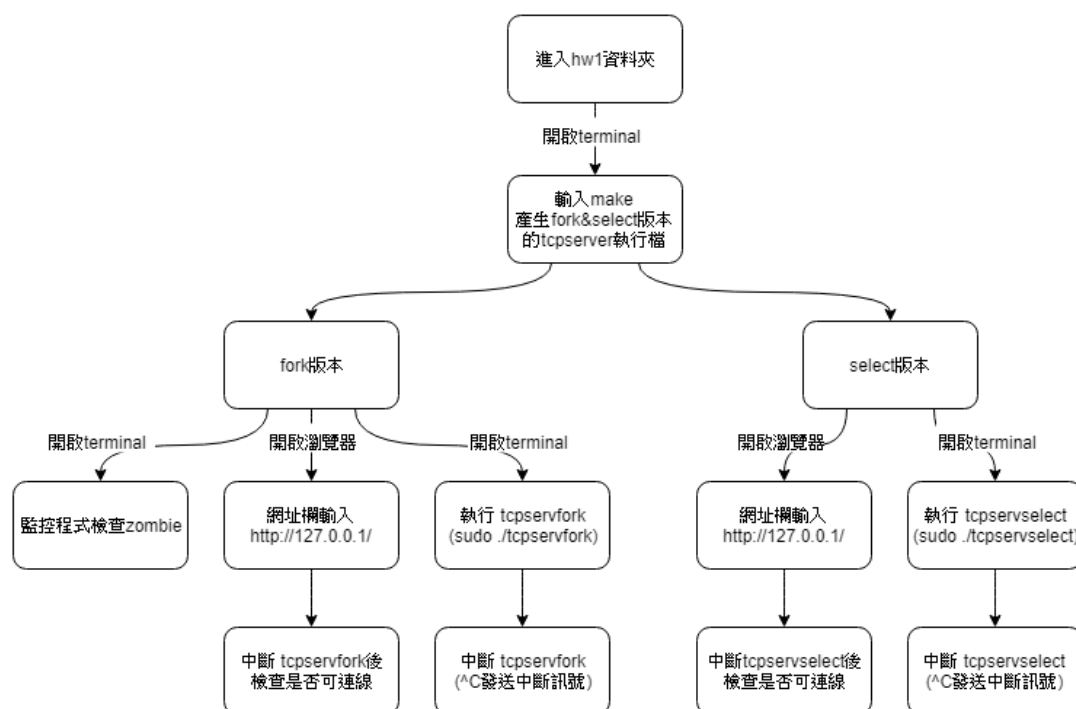 進入hw1資料夾
開啟terminal
輸入make
產生fork&select版本
的tcpserver執行檔
fork版本
select版本
開啟terminal
開啟瀏覽器
開啟terminal
開啟瀏覽器
開啟terminal
監控程式檢查zombie
網址欄輸入
http://127.0.0.1/
執行 tcpservfork
(sudo ./tcpservfork)
網址欄輸入
http://127.0.0.1/
執行 tcpservselect
(sudo ./tcpservselect)
中斷 tcpservfork後
檢查是否可連線
中斷 tcpservfork
(^C發送中斷訊號)
中斷tcpservselect後
檢查是否可連線
中斷 tcpservselect
(^C發送中斷訊號)